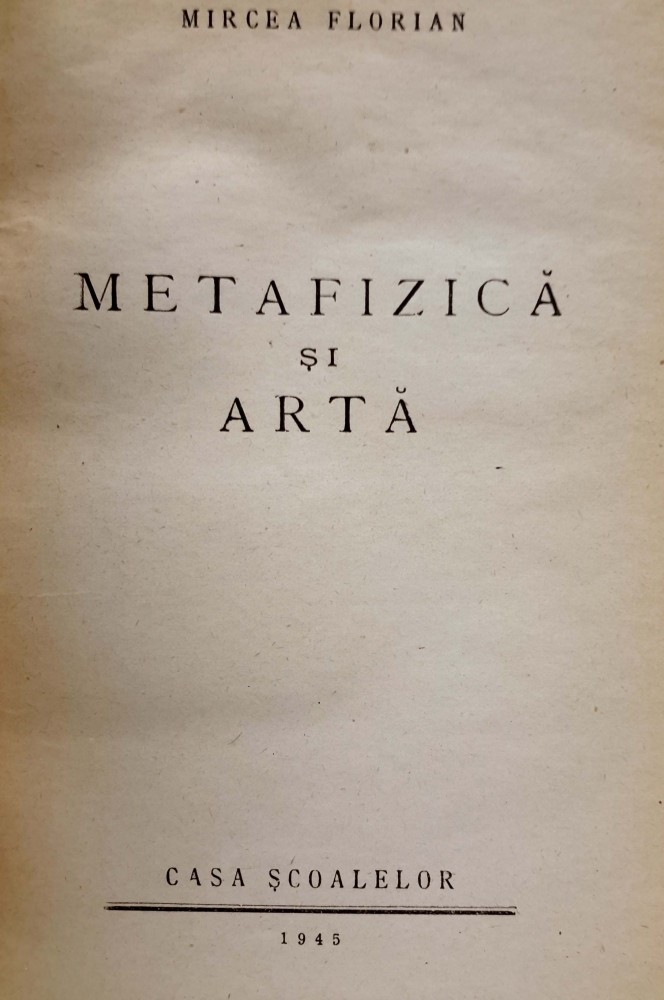 MIRCEA FLORIAN
METAFIZICĂ
ȘI
ARTĂ
CASA ȘCOALELOR
1945